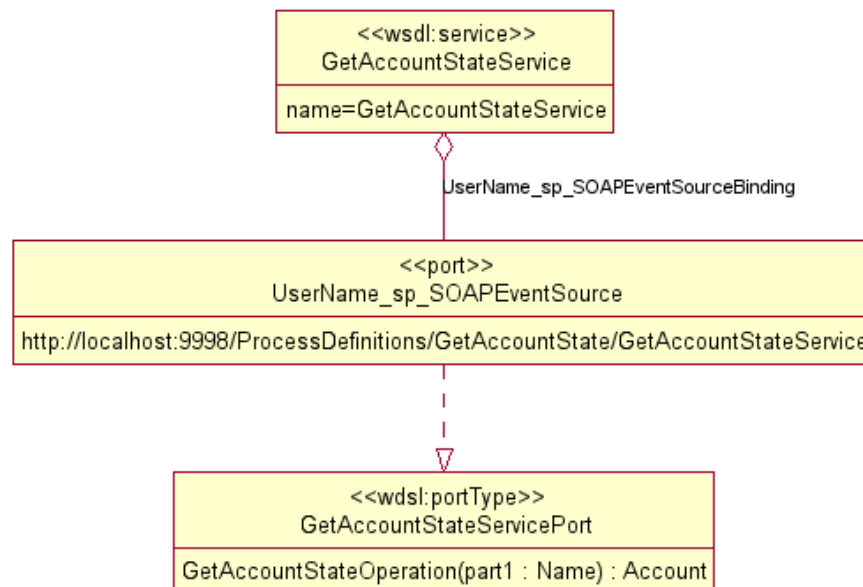 <<wsdl:service>>
GetAccountStateService
name=GetAccountStateService
UserName_sp_SOAPEventSourceBinding
<<port>>
UserName_sp_SOAPEventSource
http://localhost:9998/ProcessDefinitions/GetAccountState/GetAccountStateService
<<wdsl:portType>>
GetAccountStateServicePort
GetAccountStateOperation(part1 : Name) : Account